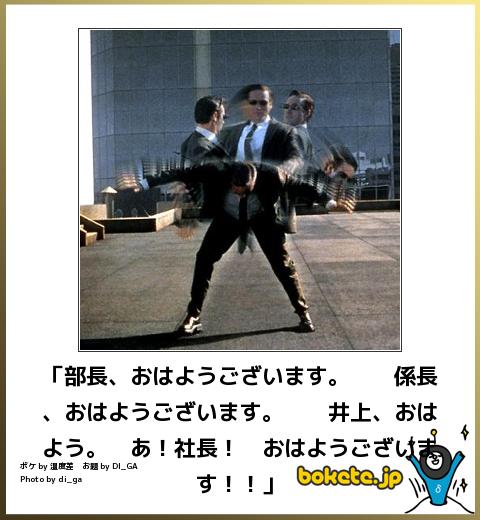 「部長、おはようございます。　　係長
、おはようございます。　　井上、おは
よう。　あ！社長！　おはようございま
す！！」
ボケ by 温度差　お題 by DI_GA
Photo by di_ga
bokete.jp